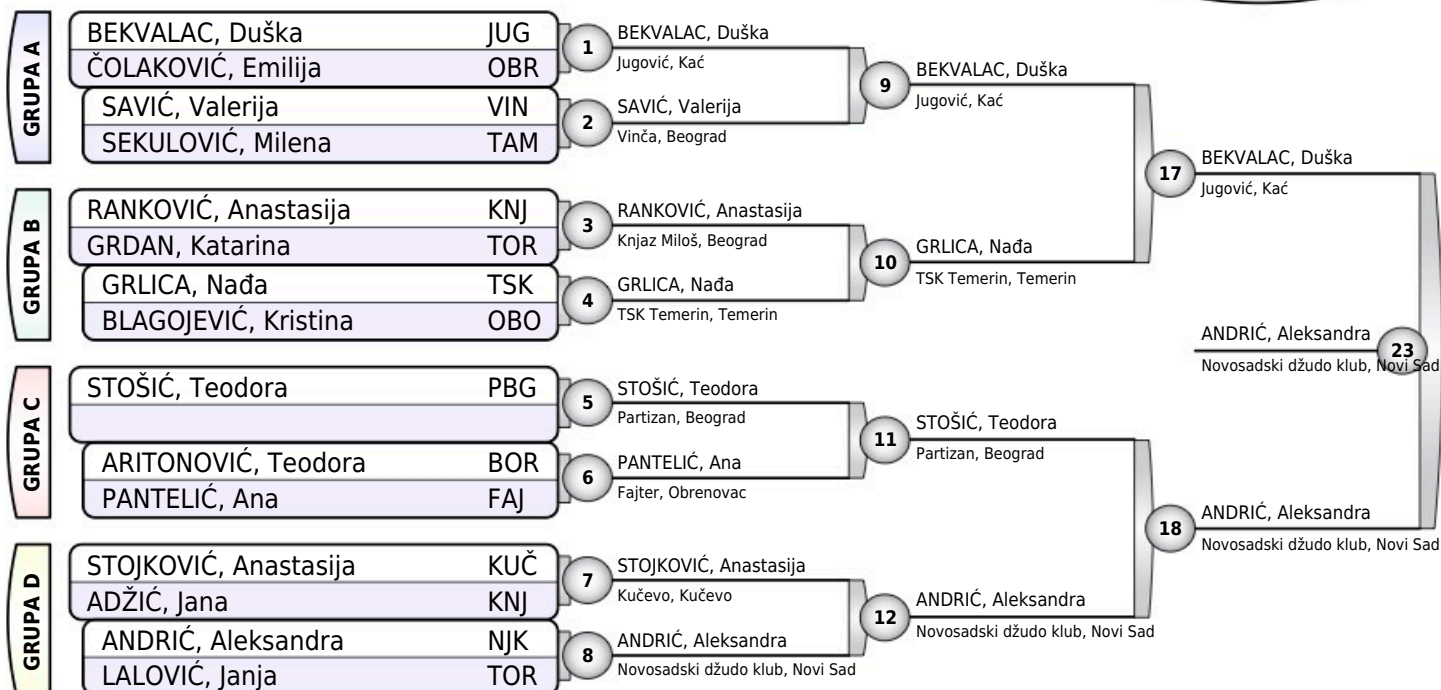 GRUPA A
BEKVALAC, Duška JUG
ČOLAKOVIĆ, Emilija OBR
SAVIĆ, Valerija VIN
SEKULOVIĆ, Milena TAM
GRUPA B
RANKOVIĆ, Anastasija KNJ
GRDAN, Katarina TOR
GRLICA, Nađa TSK
BLAGOJEVIĆ, Kristina OBO
GRUPA C
STOŠIĆ, Teodora PBG
ARITONOVIĆ, Teodora BOR
PANTELIĆ, Ana FAJ
GRUPA D
STOJKOVIĆ, Anastasija KUČ
ADŽIĆ, Jana KNJ
ANDRIĆ, Aleksandra NJK
LALOVIĆ, Janja TOR
1
BEKVALAC, Duška
Jugović, Kać
2
SAVIĆ, Valerija
Vinča, Beograd
3
RANKOVIĆ, Anastasija
Knjaz Miloš, Beograd
4
GRLICA, Nađa
TSK Temerin, Temerin
5
STOŠIĆ, Teodora
Partizan, Beograd
6
PANTELIĆ, Ana
Fajter, Obrenovac
7
STOJKOVIĆ, Anastasija
Kučevo, Kučevo
8
ANDRIĆ, Aleksandra
Novosadski džudo klub, Novi Sad
9
BEKVALAC, Duška
Jugović, Kać
10
GRLICA, Nađa
TSK Temerin, Temerin
11
STOŠIĆ, Teodora
Partizan, Beograd
12
ANDRIĆ, Aleksandra
Novosadski džudo klub, Novi Sad
17
BEKVALAC, Duška
Jugović, Kać
18
ANDRIĆ, Aleksandra
Novosadski džudo klub, Novi Sad
23
ANDRIĆ, Aleksandra
Novosadski džudo klub, Novi Sad